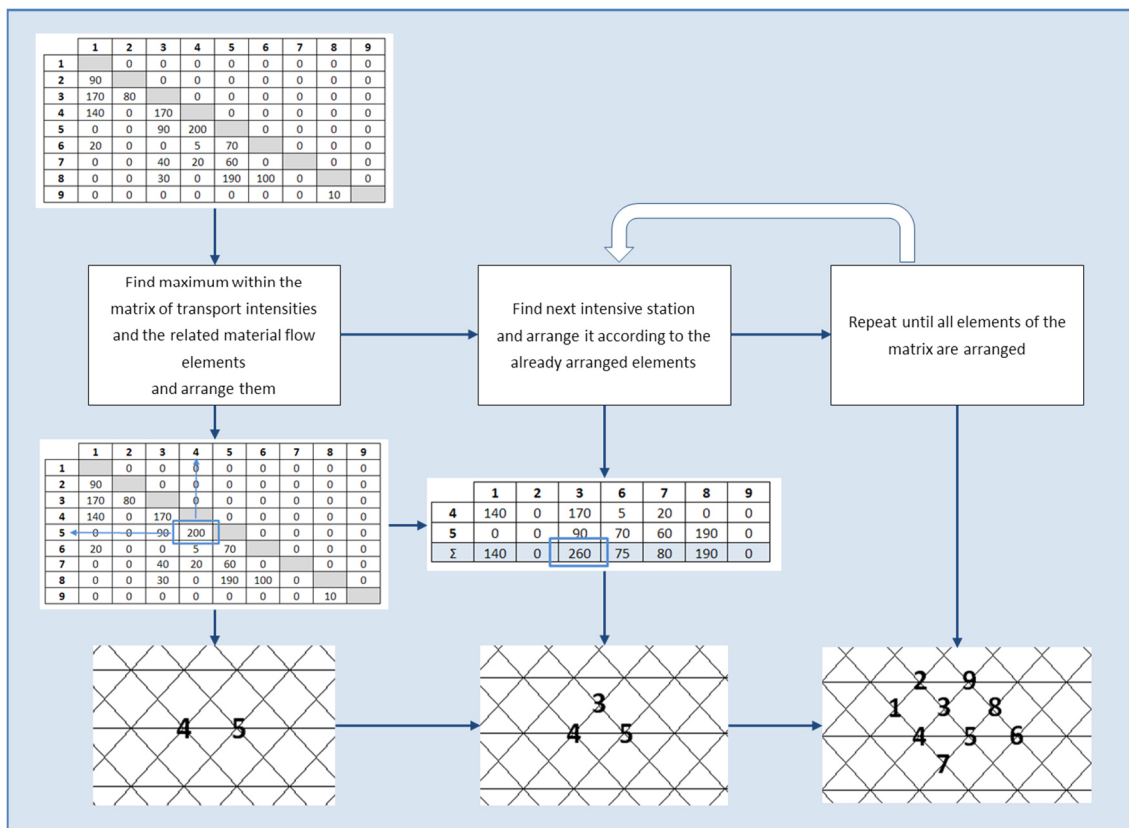 1 2 3 4 5 6 7 8 9
1 0 0 0 0 0 0 0 0
2 90 0 0 0 0 0 0 0
3 170 80 0 0 0 0 0 0
4 140 0 170 0 0 0 0 0
5 0 0 90 200 0 0 0 0
6 20 0 0 5 70 0 0 0
7 0 0 40 20 60 0 0 0
8 0 0 30 0 190 100 0 0
9 0 0 0 0 0 0 0 10
Find maximum within the
matrix of transport intensities
and the related material flow
elements
and arrange them
Find next intensive station
and arrange it according to the
already arranged elements
Repeat until all elements of the
matrix are arranged
1 2 3 4 5 6 7 8 9
1 0 0 0 0 0 0 0 0
2 90 0 0 0 0 0 0 0
3 170 80 0 0 0 0 0 0
4 140 0 170 0 0 0 0 0
5 0 0 90 200 0 0 0 0
6 20 0 0 5 70 0 0 0
7 0 0 40 20 60 0 0 0
8 0 0 30 0 190 100 0 0
9 0 0 0 0 0 0 0 10
1 2 3 6 7 8 9
4 140 0 170 5 20 0 0
5 0 0 90 70 60 190 0
Σ 140 0 260 75 80 190 0
4 5
3
4 5
2 9
1 3 8
4 5 6
7